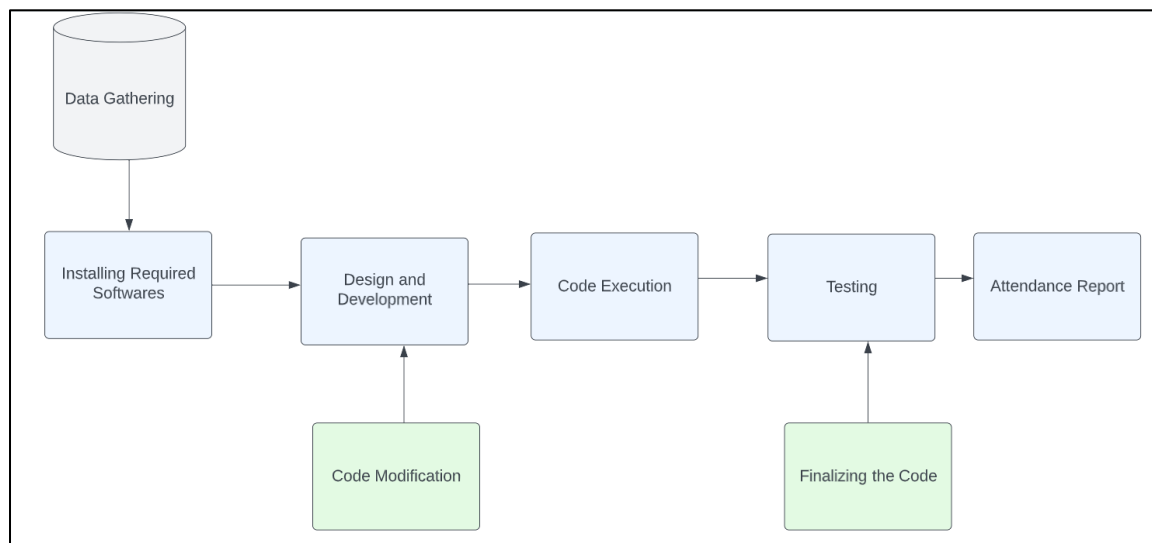 Data Gathering
Installing Required
Softwares
Design and
Development
Code Execution
Testing
Attendance Report
Code Modification
Finalizing the Code